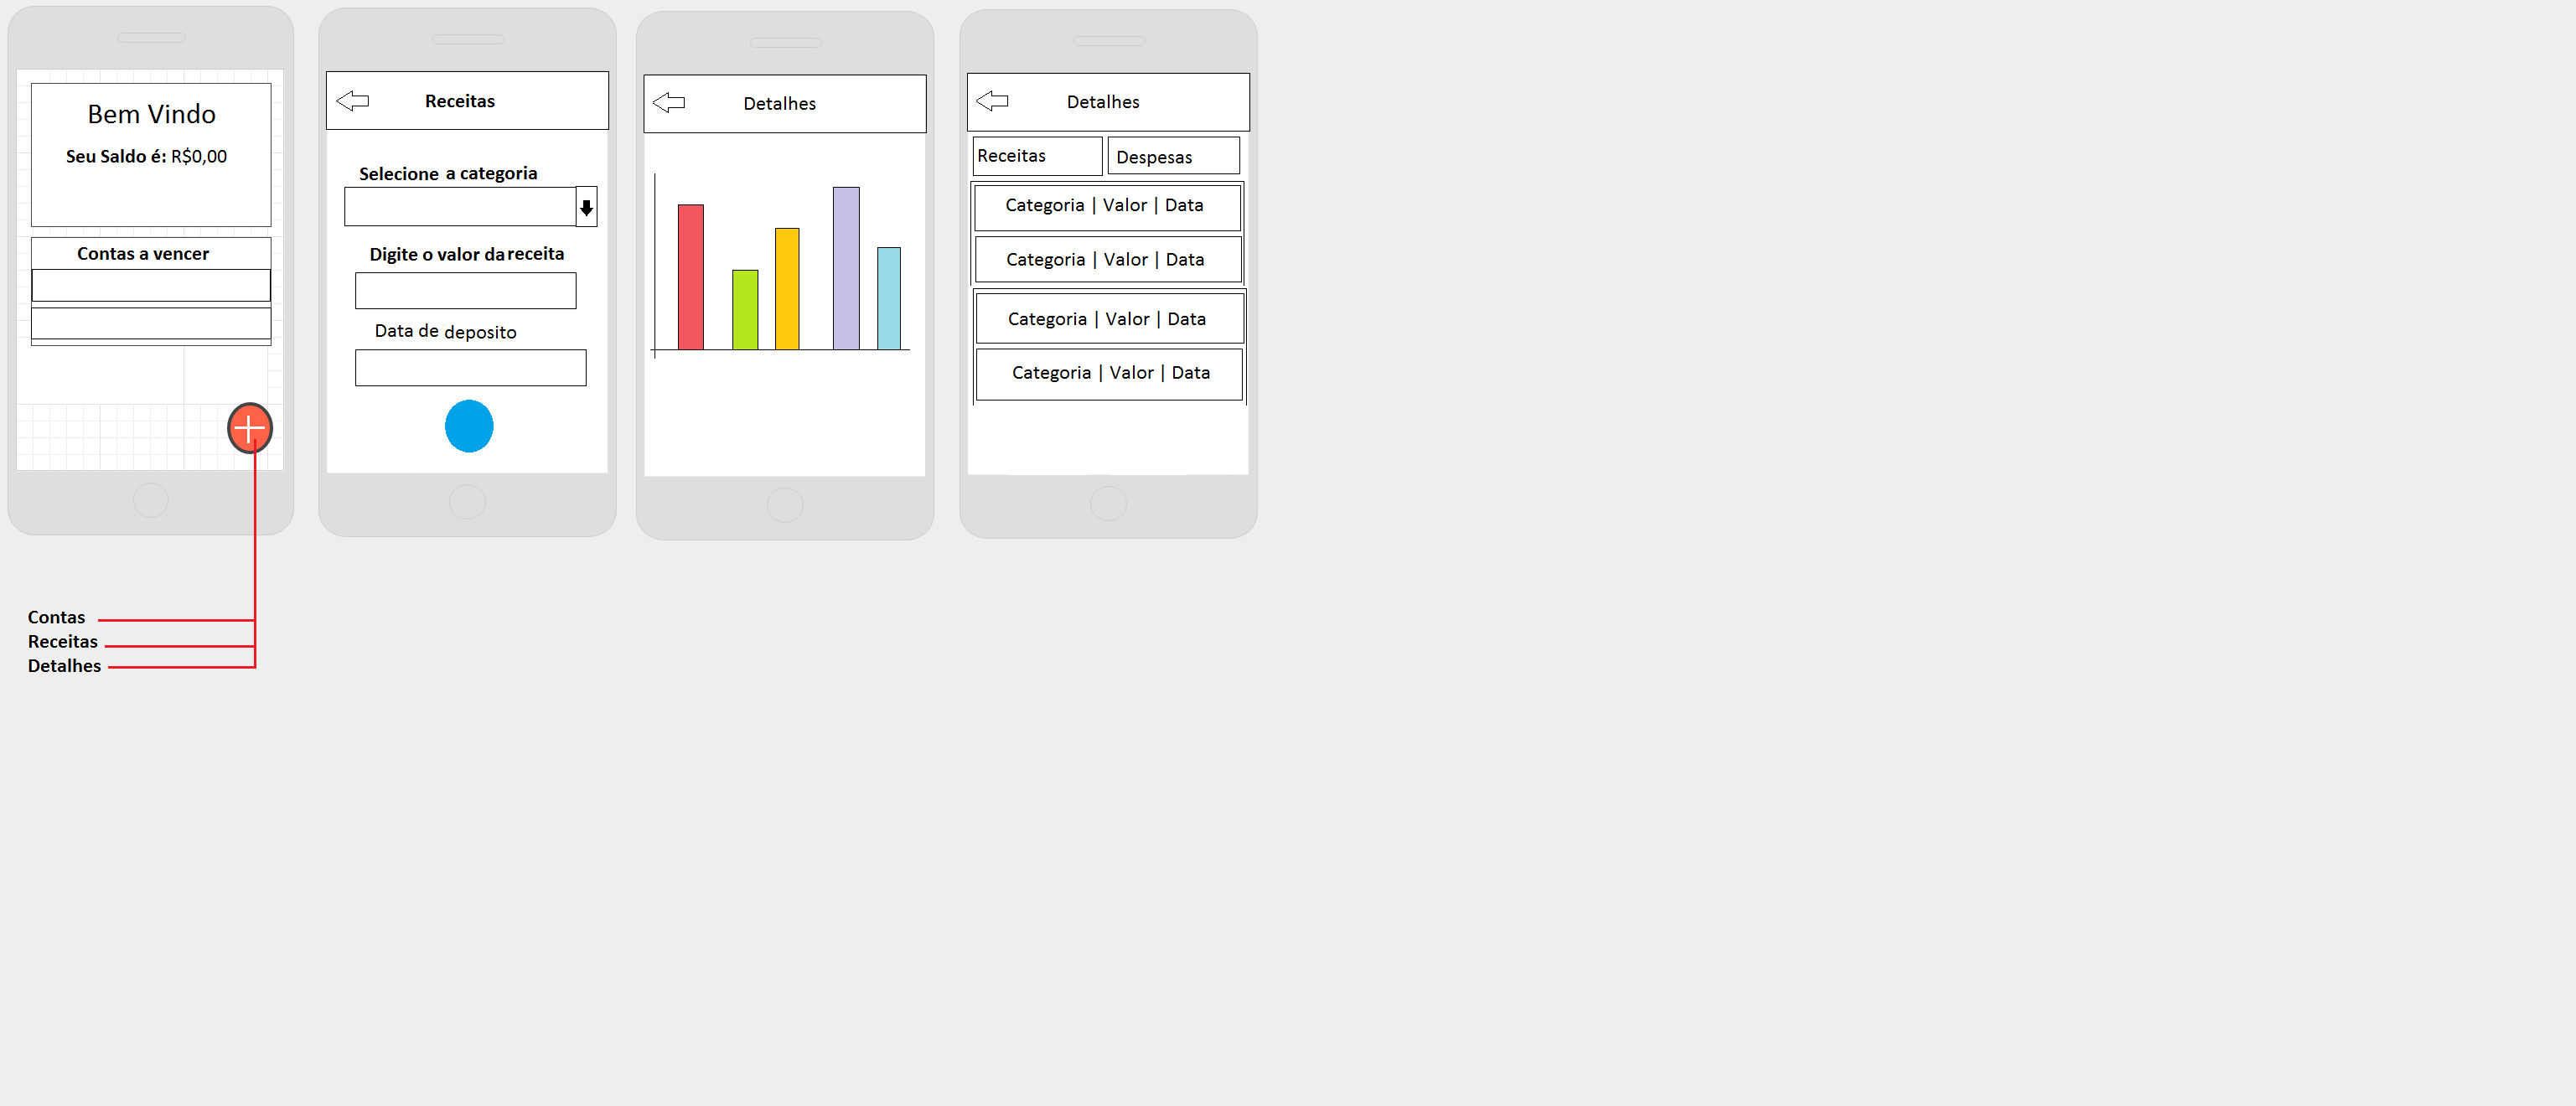 Bem Vindo
Seu Saldo é: R$0,00
Contas a vencer
Contas
Receitas
Detalhes
Receitas
Selecione a categoria
Digite o valor da receita
Data de deposito
Detalhes
Detalhes
Receitas
Despesas
Categoria | Valor | Data
Categoria | Valor | Data
Categoria | Valor | Data
Categoria | Valor | Data